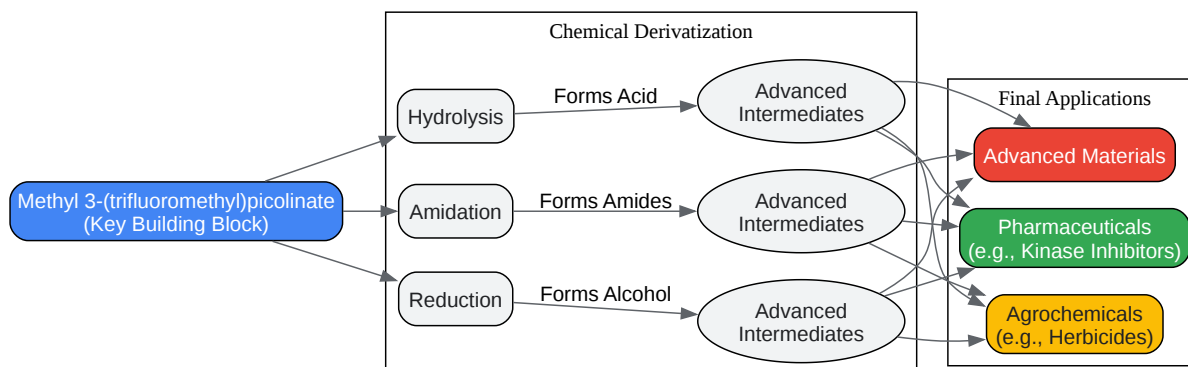 Chemical Derivatization
Final Applications
Methyl 3-(trifluoromethyl)picolinate
(Key Building Block)
Hydrolysis
Forms Acid
Advanced
Intermediates
Amidation
Forms Amides
Advanced
Intermediates
Reduction
Forms Alcohol
Advanced
Intermediates
Advanced Materials
Pharmaceuticals
(e.g., Kinase Inhibitors)
Agrochemicals
(e.g., Herbicides)